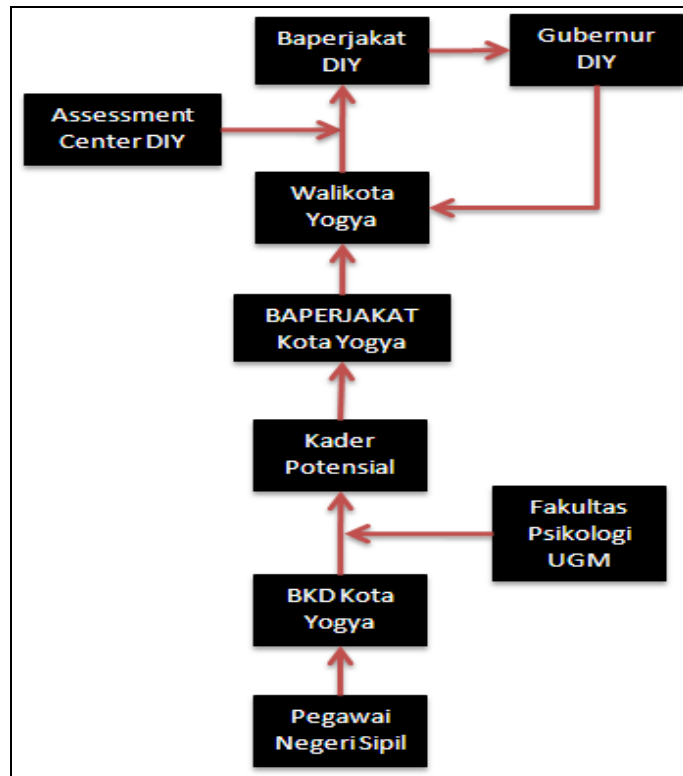 Baperjakat
DIY
Gubernur
DIY
Assessment
Center DIY
Walikota
Yogya
BAPERJAKAT
Kota Yogya
Kader
Potensial
Fakultas
Psikologi
UGM
BKD Kota
Yogya
Pegawai
Negeri Sipil